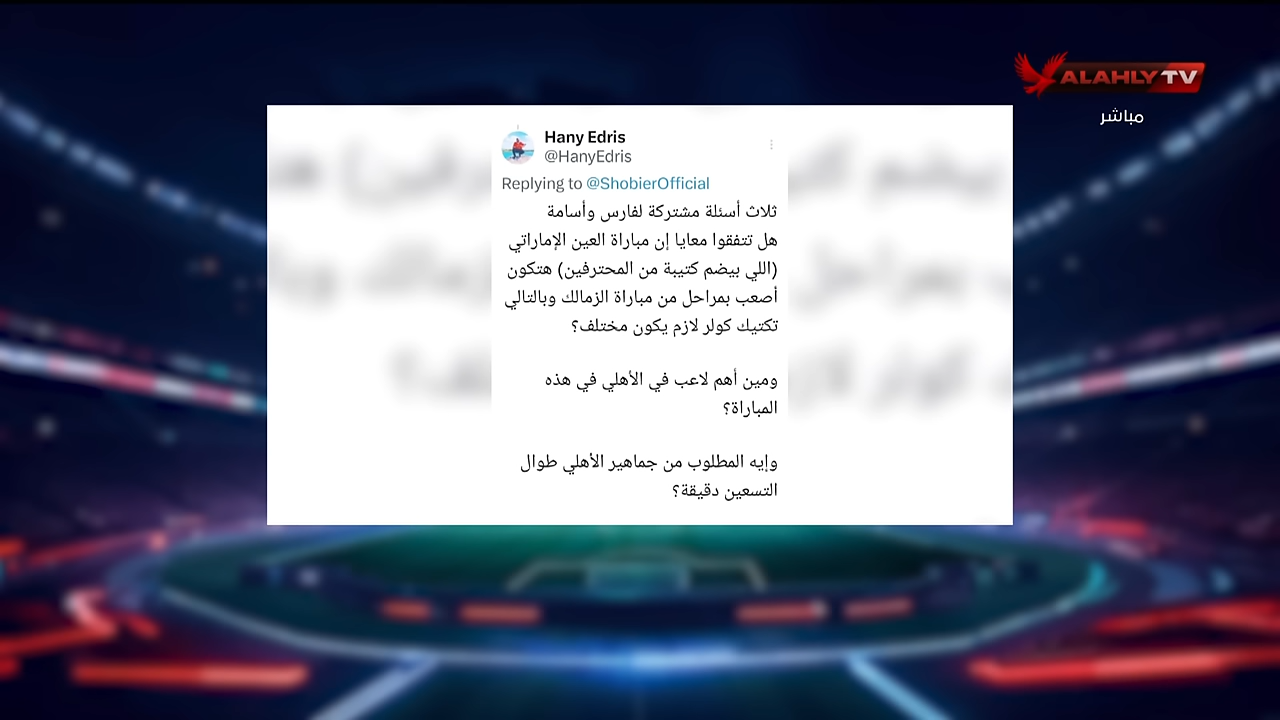 ALAHLY TV
مباشر
Hany Edris
@HanyEdris
Replying to @ShobierOfficial
ثلاث أسئلة مشتركة لفارس وأسامة
هل تتفقوا معايا إن مباراة العين الإماراتي
(اللي بيضم كتيبة من المحترفين) هتكون
أصعب بمراحل من مباراة الزمالك وبالتالي
تكتيك كولر لازم يكون مختلف؟
ومين أهم لاعب في الأهلي في هذه
المباراة؟
وإيه المطلوب من جماهير الأهلي طوال
التسعين دقيقة؟